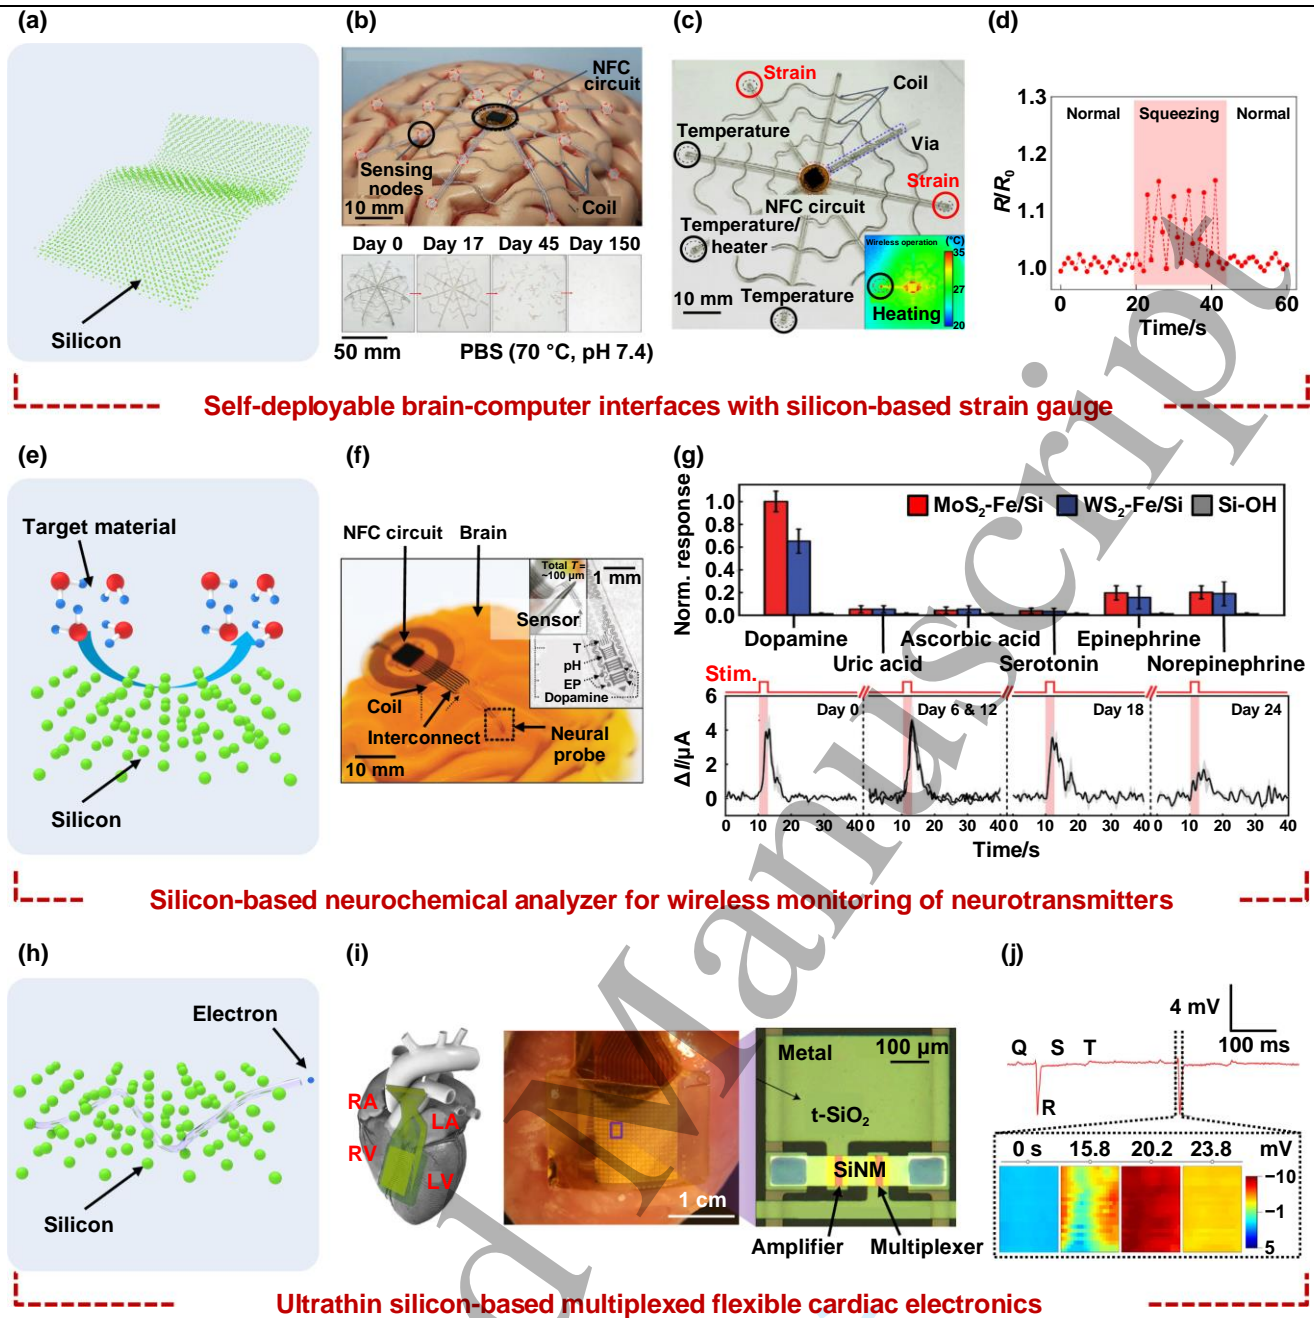 (a)
Silicon
(b)
NFC
circuit
Sensing
nodes
Coil
10 mm
Day 0
Day 17
Day 45
Day 150
50 mm
PBS (70 °C, pH 7.4)
(c)
Strain
Coil
Temperature
Via
Strain
NFC circuit
Temperature/
heater
Wireless operation
(°C)
35
27
20
Heating
10 mm
Temperature
(d)
1.3
1.2
1.1
1.0
R/R0
Normal
Squeezing
Normal
0
20
40
60
Time/s
Self-deployable brain-computer interfaces with silicon-based strain gauge
(e)
Target material
Silicon
(f)
NFC circuit
Brain
Total T =
~100 μm
1 mm
Sensor
T
pH
EP
Dopamine
Coil
Interconnect
Neural
probe
10 mm
(g)
Norm. response
1.0
0.8
0.6
0.4
0.2
0.0
MoS2-Fe/Si
WS2-Fe/Si
Si-OH
Dopamine
Ascorbic acid
Epinephrine
Uric acid
Serotonin
Norepinephrine
Stim.
6
4
2
0
ΔI/μA
Day 0
Day 6 & 12
Day 18
Day 24
0 10 20 30 40 0 10 20 30 40 0 10 20 30 40 0 10 20 30 40
Time/s
Silicon-based neurochemical analyzer for wireless monitoring of neurotransmitters
(h)
Electron
Silicon
(i)
RA
LA
RV
LV
1 cm
Metal
100 μm
t-SiO2
SiNM
Amplifier
Multiplexer
(j)
4 mV
100 ms
Q S T
R
0 s
15.8
20.2
23.8
mV
−10
−1
5
Ultrathin silicon-based multiplexed flexible cardiac electronics
d Manuscript